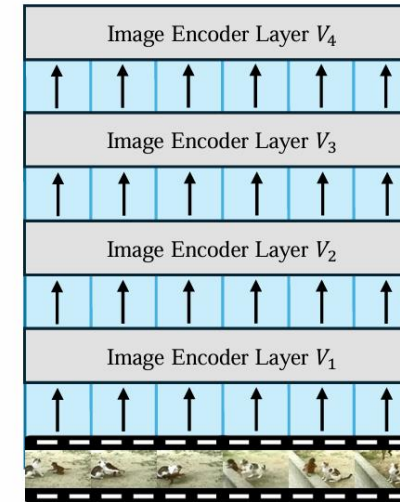 Image Encoder Layer V₄
Image Encoder Layer V₃
Image Encoder Layer V₂
Image Encoder Layer V₁